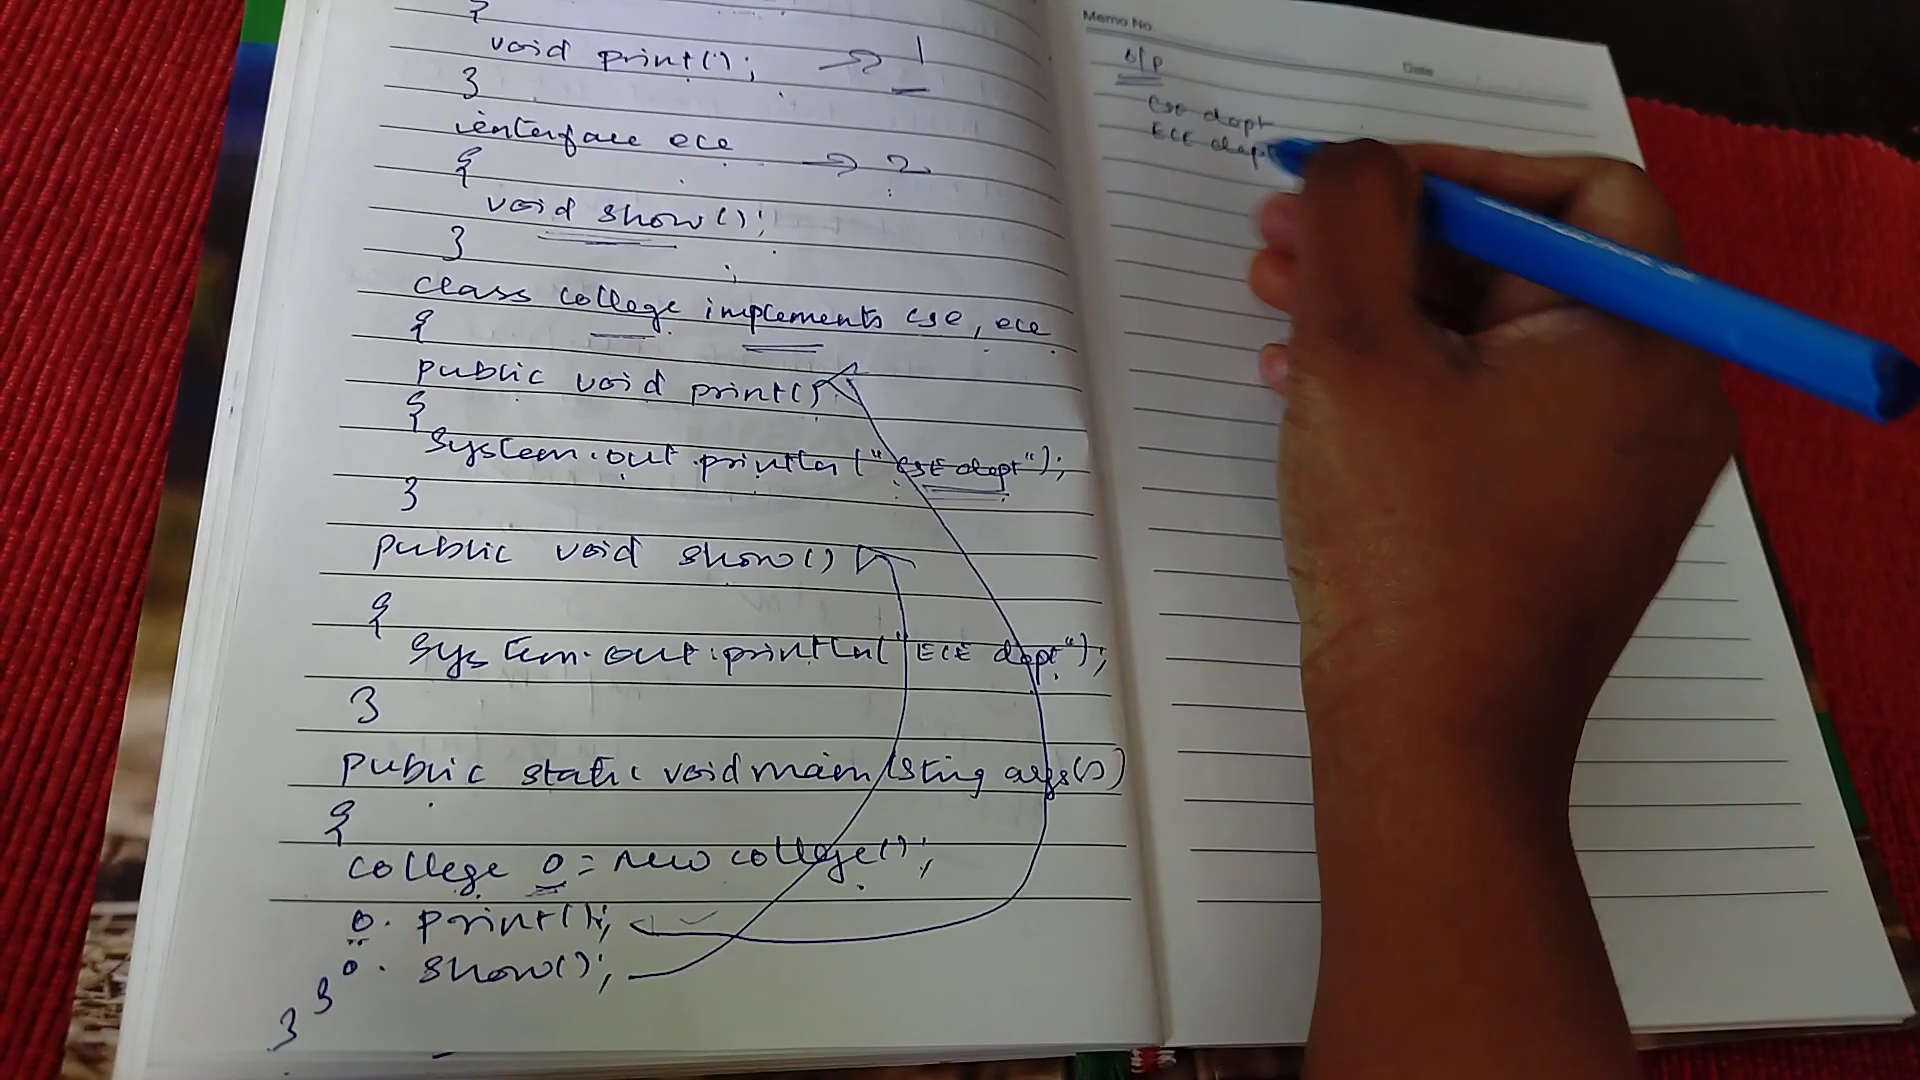 {
void print(); → 1
}
interface ece → 2
{
void show();
}
class college implements cse, ece
{
public void print()
{
System.out.println("CSE dept");
}
public void show()
{
System.out.println("ECE dept");
}
public static void main(String args())
{
college o = new college();
o. print();
o. show();
}
}
Memo No
Date
o/p
CSE dept
ECE dept